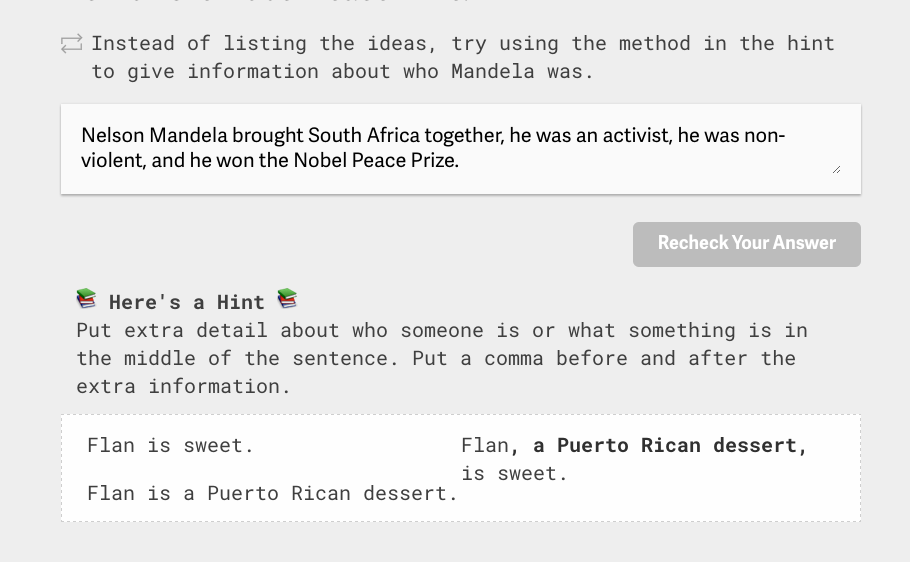 Instead of listing the ideas, try using the method in the hint
to give information about who Mandela was.
Nelson Mandela brought South Africa together, he was an activist, he was non-
violent, and he won the Nobel Peace Prize.
Recheck Your Answer
Here's a Hint
Put extra detail about who someone is or what something is in
the middle of the sentence. Put a comma before and after the
extra information.
Flan is sweet.
Flan is a Puerto Rican dessert.
Flan, a Puerto Rican dessert,
is sweet.